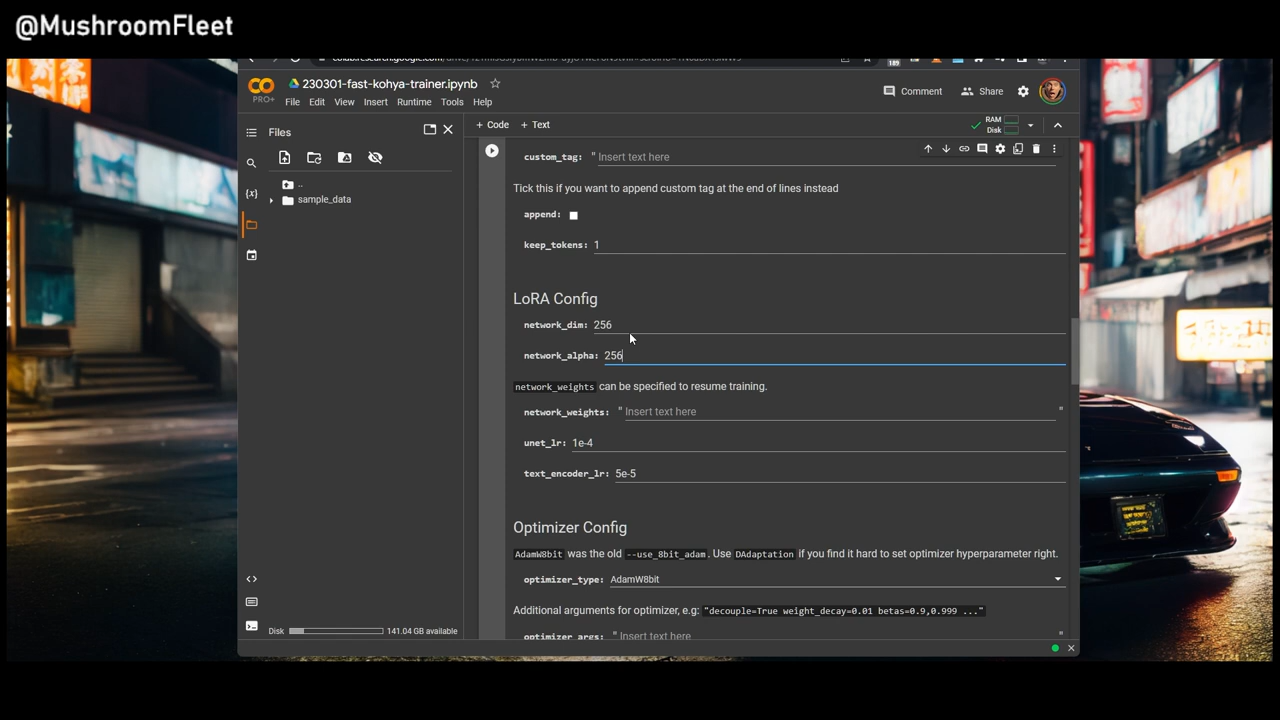 @MushroomFleet
230301-fast-kohya-trainer.ipynb
PRO+
File Edit View Insert Runtime Tools Help
Comment
Share
Files
+ Code + Text
RAM
Disk
{x}
..
sample_data
custom_tag: " Insert text here
Tick this if you want to append custom tag at the end of lines instead
append:
keep_tokens: 1
LoRA Config
network_dim: 256
network_alpha: 256
network_weights can be specified to resume training.
network_weights: " Insert text here "
unet_lr: 1e-4
text_encoder_lr: 5e-5
Optimizer Config
AdamW8bit was the old --use_8bit_adam. Use DAdaptation if you find it hard to set optimizer hyperparameter right.
optimizer_type: AdamW8bit
Additional arguments for optimizer, e.g: "decouple=True weight_decay=0.01 betas=0.9,0.999 ..."
optimizer_args: " Insert text here "
Disk 141.04 GB available